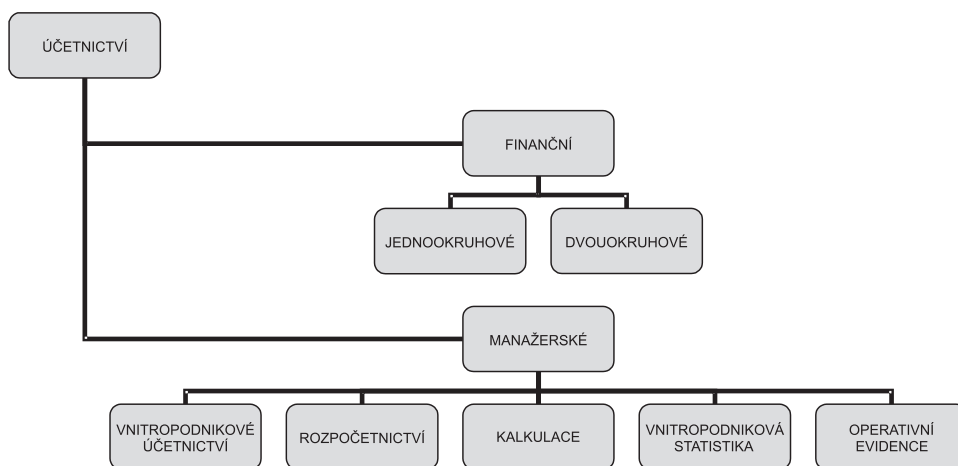 ÚČETNICTVÍ
FINANČNÍ
JEDNOOKRUHOVÉ
DVOUOKRUHOVÉ
MANAŽERSKÉ
VNITROPODNIKOVÉ
ÚČETNICTVÍ
ROZPOČETNICTVÍ
KALKULACE
VNITROPODNIKOVÁ
STATISTIKA
OPERATIVNÍ
EVIDENCE